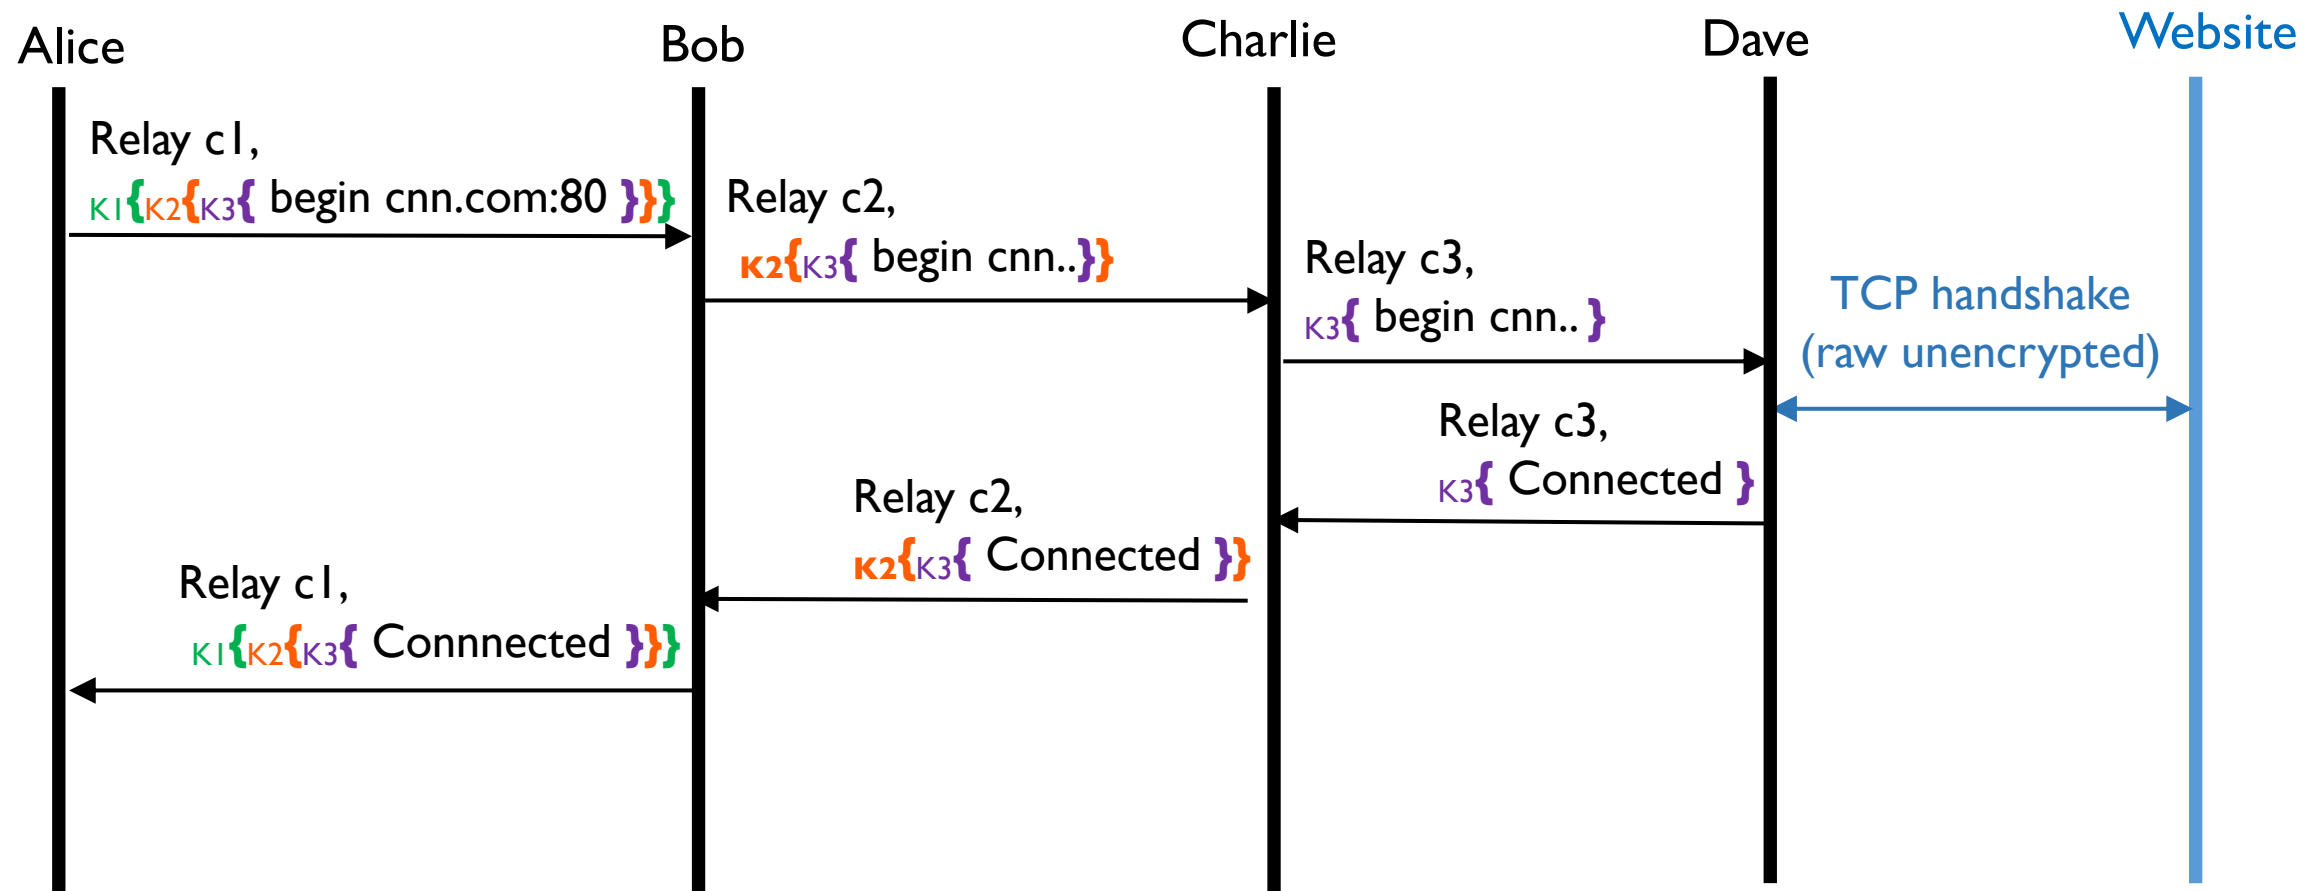 Alice
Bob
Charlie
Dave
Website
Relay c1,
K1{K2{K3{ begin cnn.com:80 }}}
Relay c2,
K2{K3{ begin cnn..}}
Relay c3,
K3{ begin cnn.. }
TCP handshake
(raw unencrypted)
Relay c3,
K3{ Connected }
Relay c2,
K2{K3{ Connected }}
Relay c1,
K1{K2{K3{ Connnected }}}